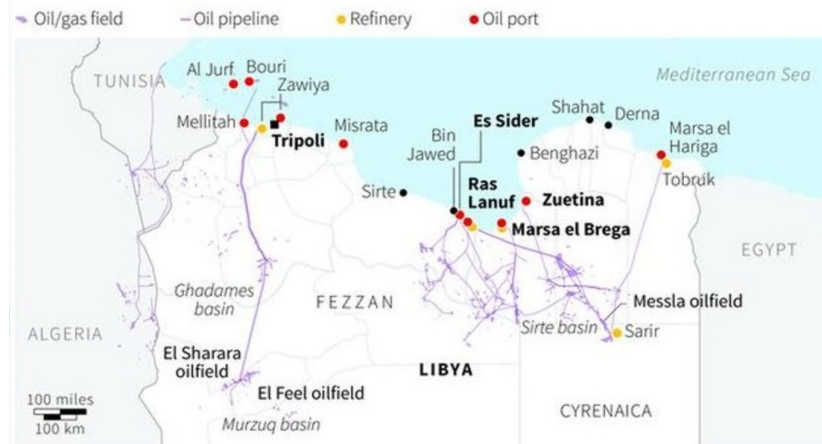 Oil/gas field
Oil pipeline
Refinery
Oil port
TUNISIA
Al Jurf
Bouri
Zawiya
Mediterranean Sea
Mellitah
Tripoli
Misrata
Sirte
Bin
Jawed
Es Sider
Ras
Lanuf
Benghazi
Shahat
Derna
Marsa el
Hariga
Tobruk
Zuetina
Marsa el Brega
EGYPT
Ghadames
basin
FEZZAN
Messla oilfield
Sirte basin
Sarir
ALGERIA
El Sharara
oilfield
El Feel oilfield
LIBYA
Murzuq basin
CYRENAICA
100 miles
100 km